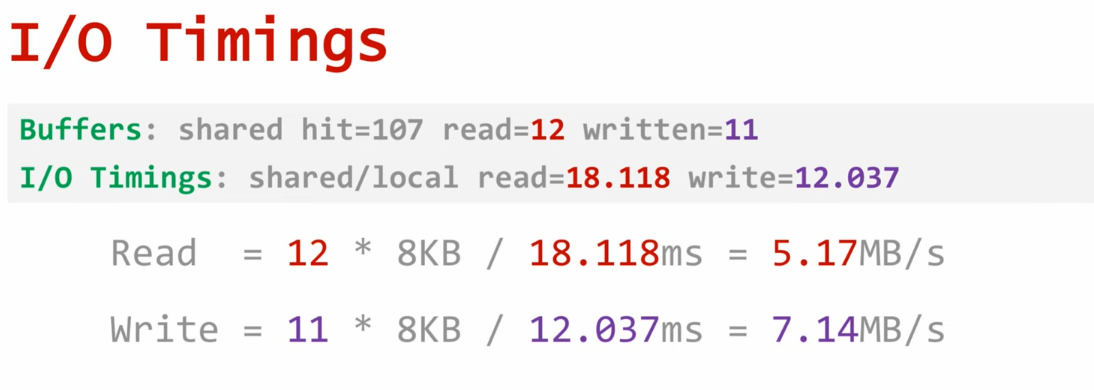 I/O Timings
Buffers: shared hit=107 read=12 written=11
I/O Timings: shared/local read=18.118 write=12.037
Read = 12 * 8KB / 18.118ms = 5.17MB/s
Write = 11 * 8KB / 12.037ms = 7.14MB/s